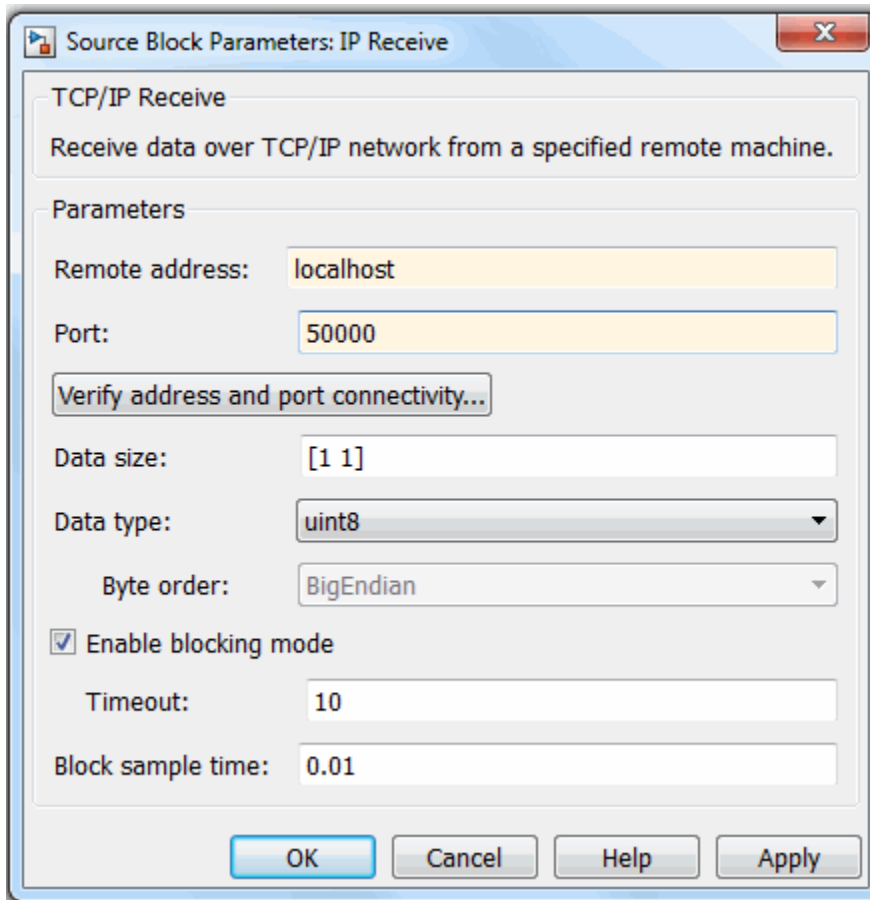 Source Block Parameters: IP Receive
TCP/IP Receive
Receive data over TCP/IP network from a specified remote machine.
Parameters
Remote address: localhost
Port: 50000
Verify address and port connectivity...
Data size: [1 1]
Data type: uint8
Byte order: BigEndian
Enable blocking mode
Timeout: 10
Block sample time: 0.01
OK Cancel Help Apply